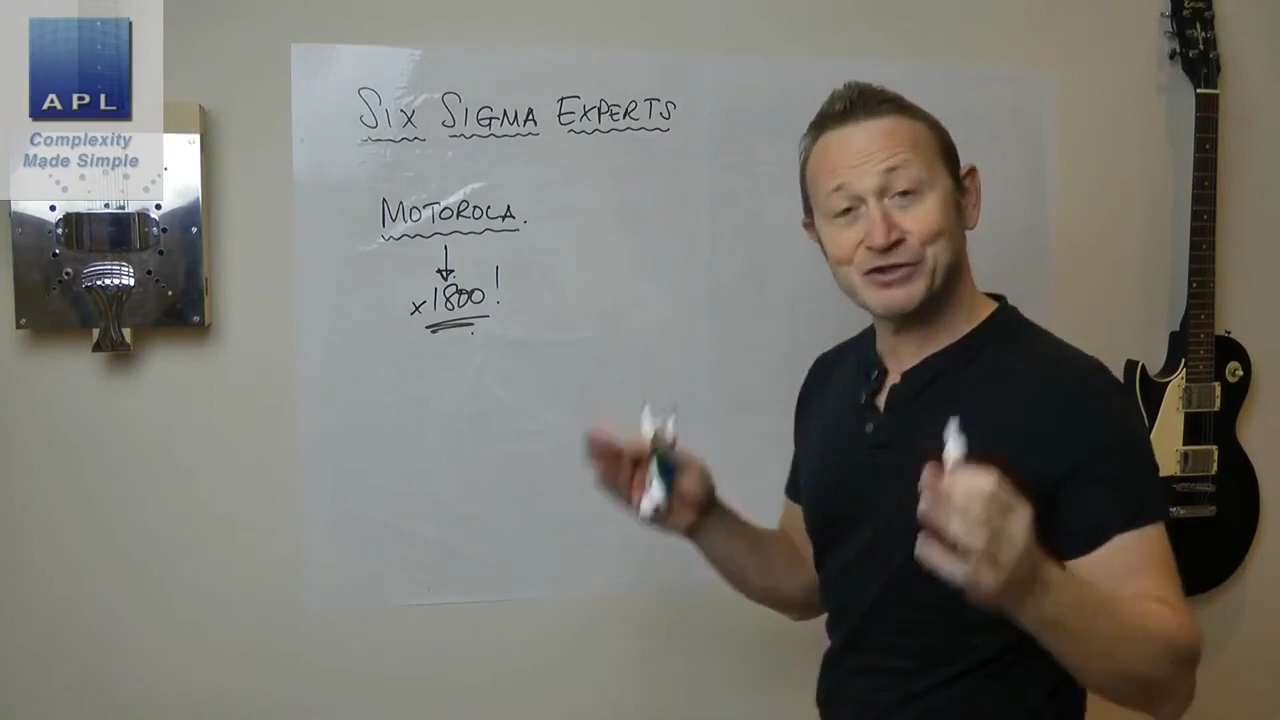 APL
Complexity
Made Simple
SIX SIGMA EXPERTS
MOTOROLA.
x1800!